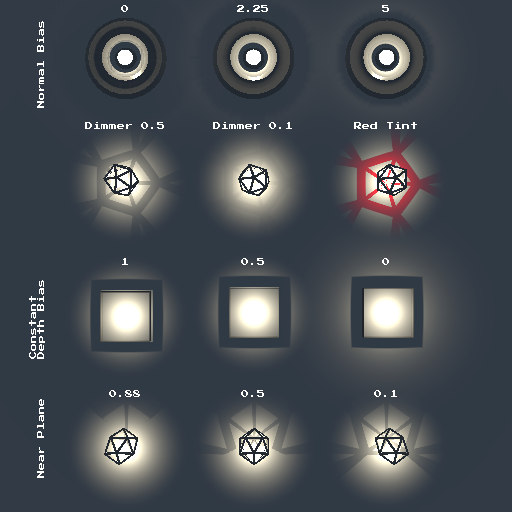 0 2.25 5
Normal Bias
Dimmer 0.5 Dimmer 0.1 Red Tint
1 0.5 0
Constant
Depth Bias
0.88 0.5 0.1
Near Plane